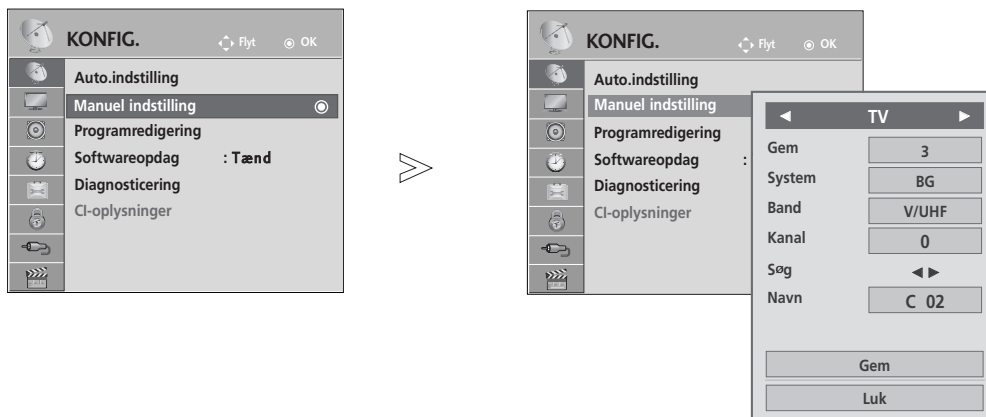 KONFIG. Flyt OK
Auto.indstilling
Manuel indstilling
Programredigering
Softwareopdag : Tænd
Diagnosticering
CI-oplysninger
KONFIG. Flyt OK
Auto.indstilling
Manuel indstilling
Programredigering
Softwareopdag :
Diagnosticering
CI-oplysninger
◄ TV ►
Gem 3
System BG
Band V/UHF
Kanal 0
Søg ◄ ►
Navn C 02
Gem
Luk